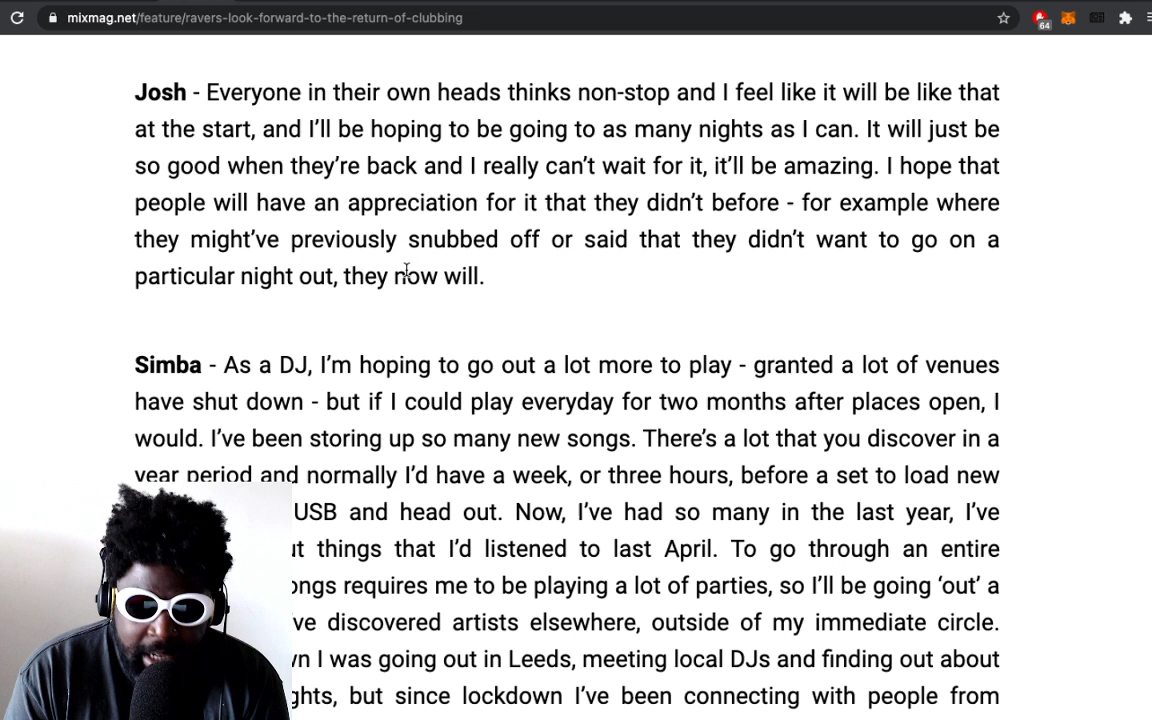 mixmag.net/feature/ravers-look-forward-to-the-return-of-clubbing
64
Josh - Everyone in their own heads thinks non-stop and I feel like it will be like that
at the start, and I’ll be hoping to be going to as many nights as I can. It will just be
so good when they’re back and I really can’t wait for it, it’ll be amazing. I hope that
people will have an appreciation for it that they didn’t before - for example where
they might’ve previously snubbed off or said that they didn’t want to go on a
particular night out, they now will.
Simba - As a DJ, I’m hoping to go out a lot more to play - granted a lot of venues
have shut down - but if I could play everyday for two months after places open, I
would. I’ve been storing up so many new songs. There’s a lot that you discover in a
year period and normally I’d have a week, or three hours, before a set to load new
USB and head out. Now, I’ve had so many in the last year, I’ve
things that I’d listened to last April. To go through an entire
requires me to be playing a lot of parties, so I’ll be going ‘out’ a
discovered artists elsewhere, outside of my immediate circle.
I was going out in Leeds, meeting local DJs and finding out about
but since lockdown I’ve been connecting with people from